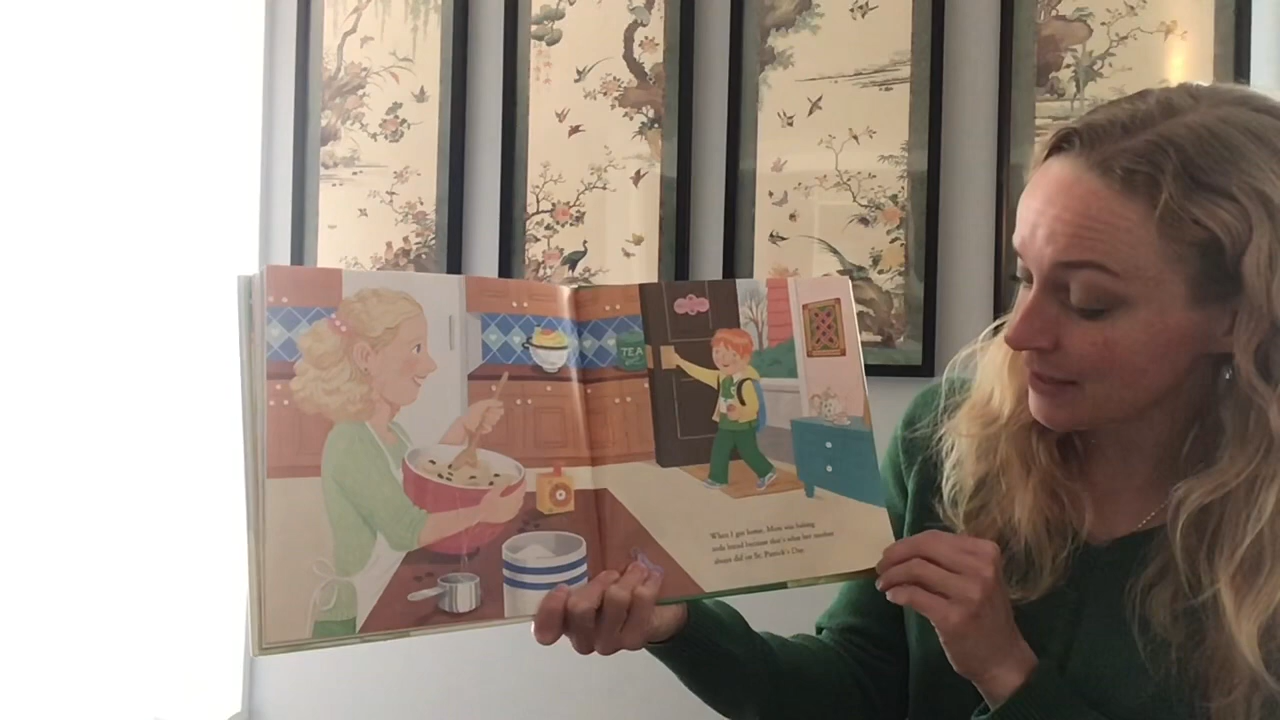 TEA
When I got home, Mom was baking
soda bread because that's what her mother
always did on St. Patrick's Day.